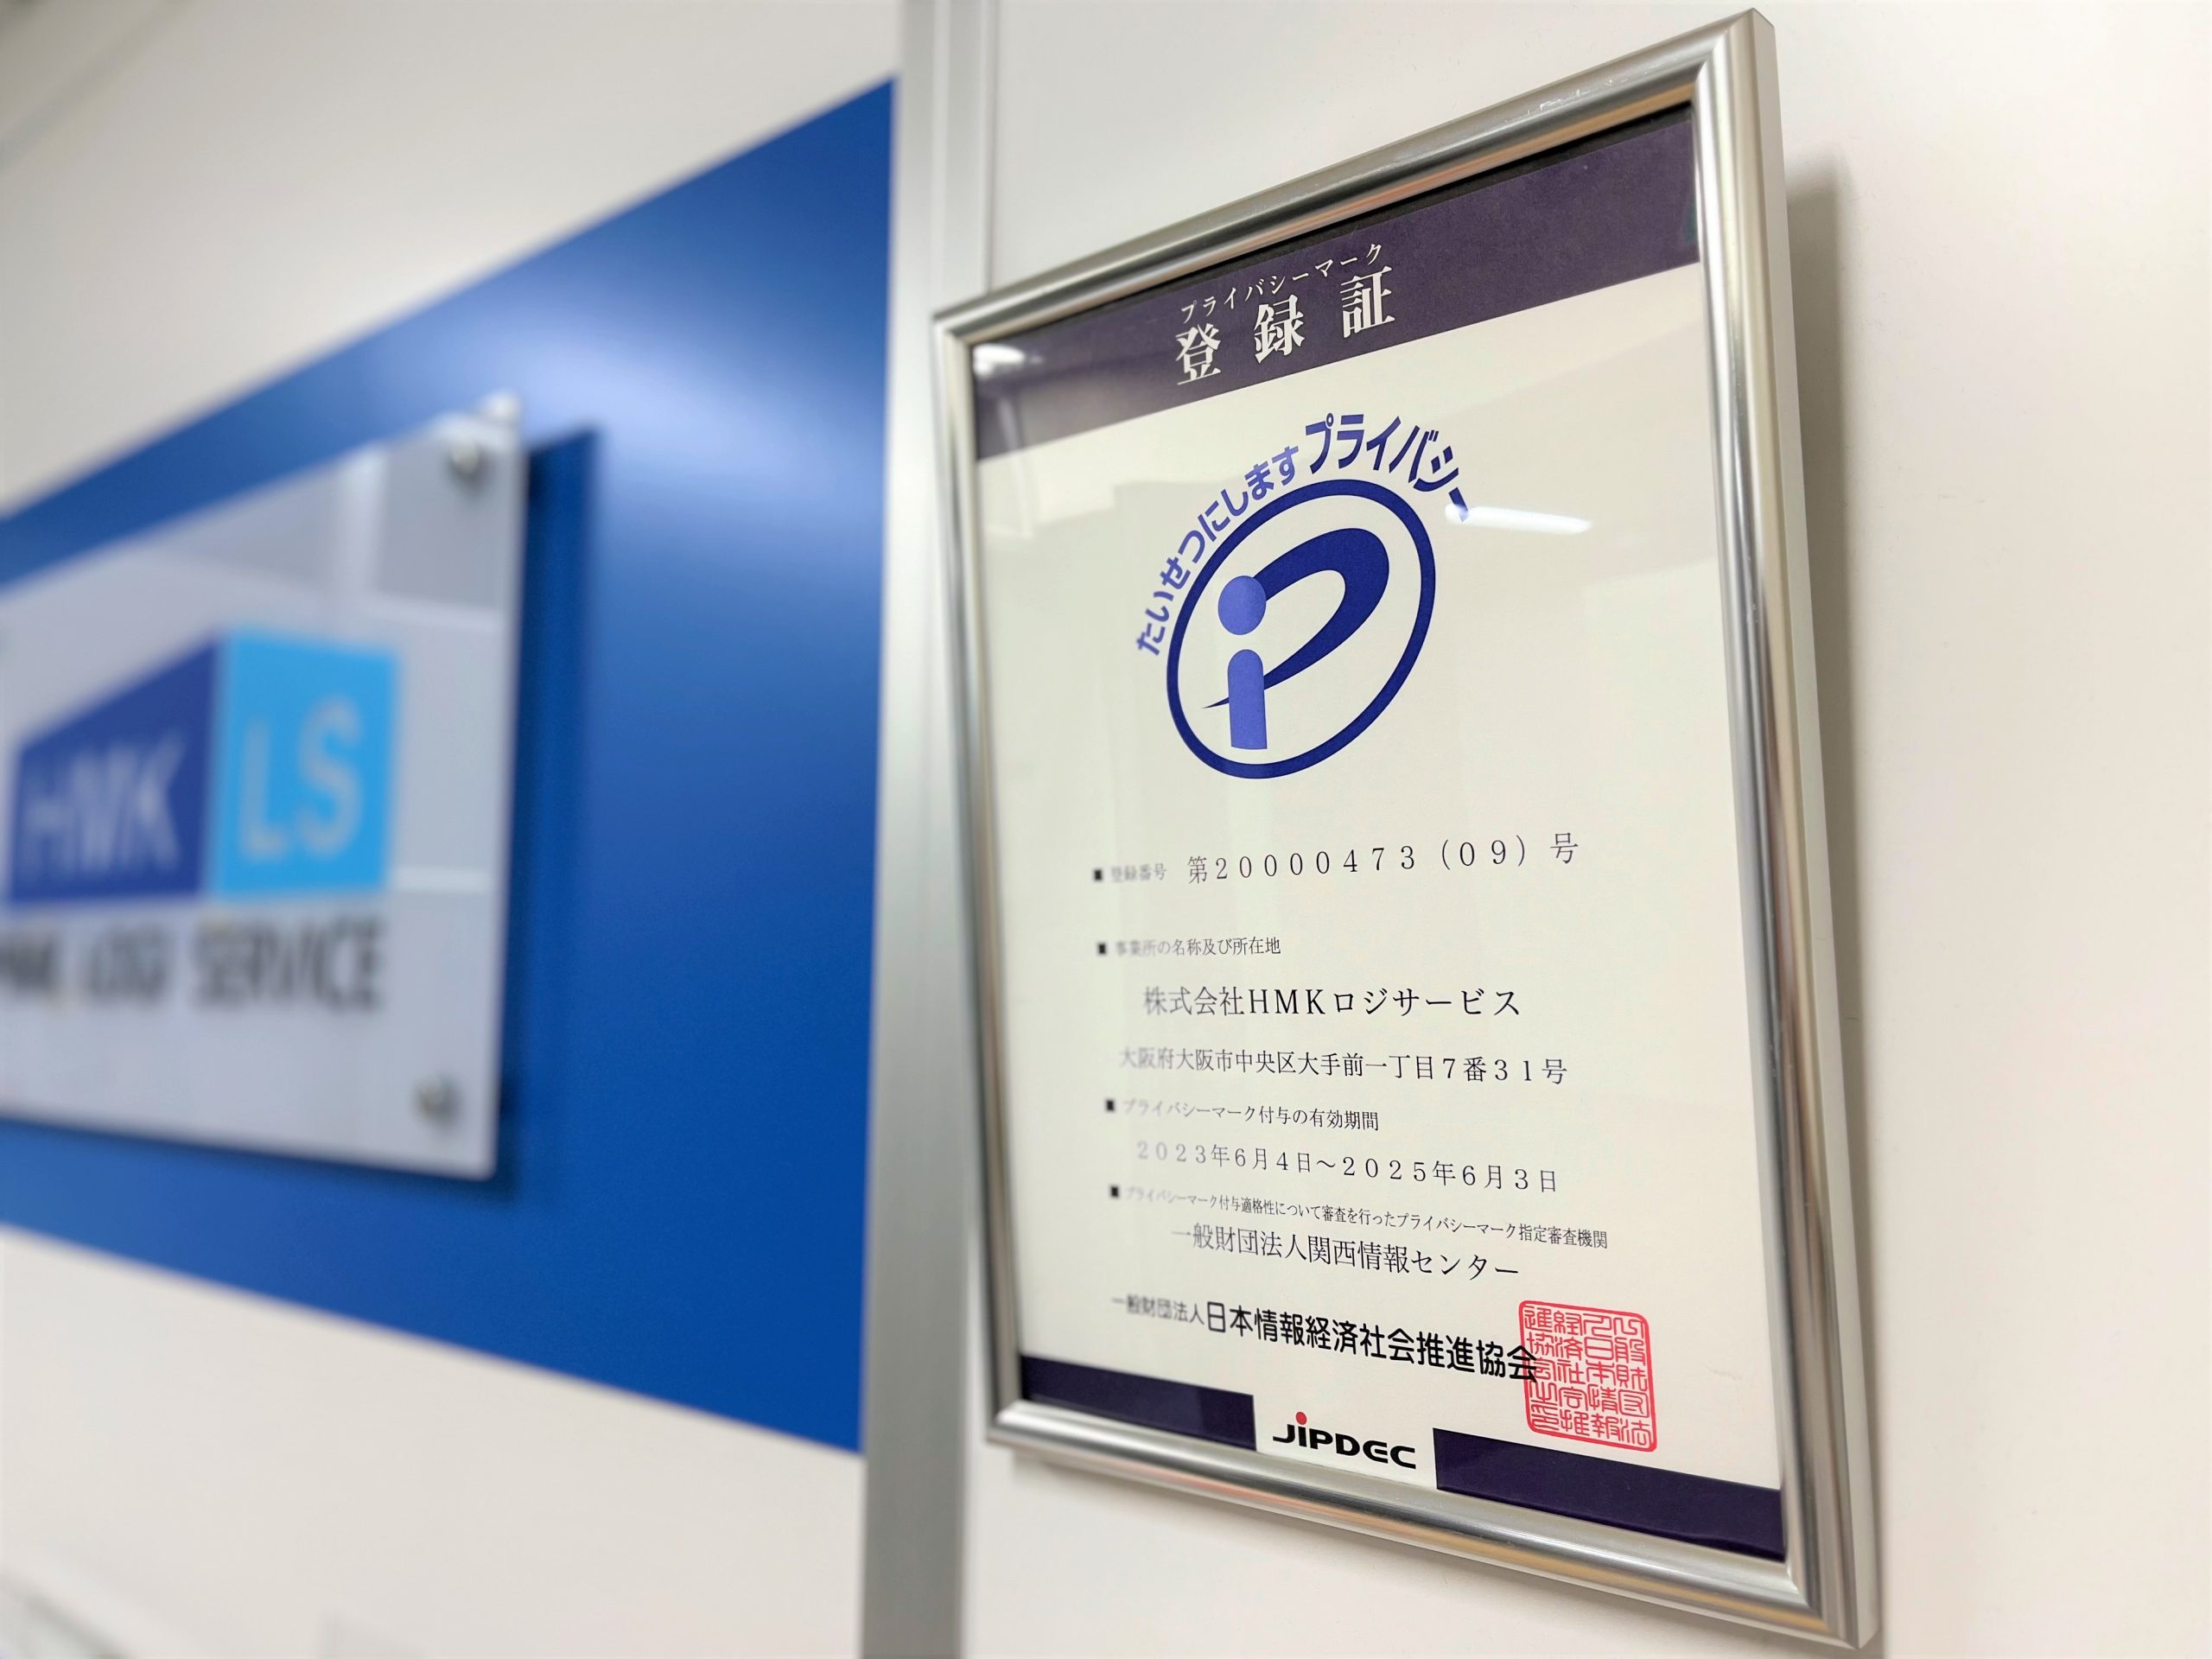 HMK LS
HMK LOGI SERVICE
プライバシーマーク
登録証
たいせつにしますプライバシー
■登録番号 第20000473(09)号
■事業所の名称及び所在地
株式会社HMKロジサービス
大阪府大阪市中央区大手前一丁目7番31号
■プライバシーマーク付与の有効期間
2023年6月4日~2025年6月3日
■プライバシーマーク付与適格性について審査を行ったプライバシーマーク指定審査機関
一般財団法人関西情報センター
一般財団法人日本情報経済社会推進協会
JIPDEC